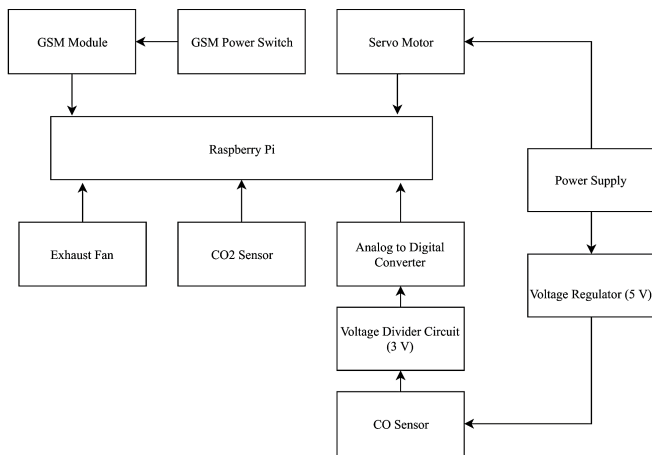 GSM Module
GSM Power Switch
Servo Motor
Raspberry Pi
Power Supply
Exhaust Fan
CO2 Sensor
Analog to Digital
Converter
Voltage Regulator (5 V)
Voltage Divider Circuit
(3 V)
CO Sensor